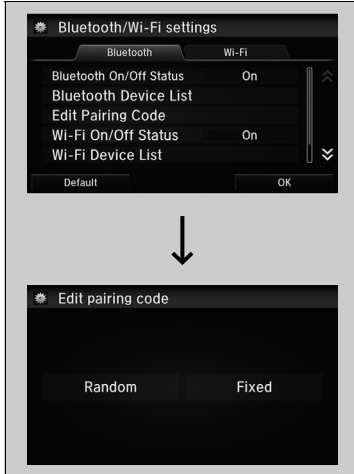 Bluetooth/Wi-Fi settings
Bluetooth Wi-Fi
Bluetooth On/Off Status On
Bluetooth Device List
Edit Pairing Code
Wi-Fi On/Off Status On
Wi-Fi Device List
Default OK
Edit pairing code
Random Fixed